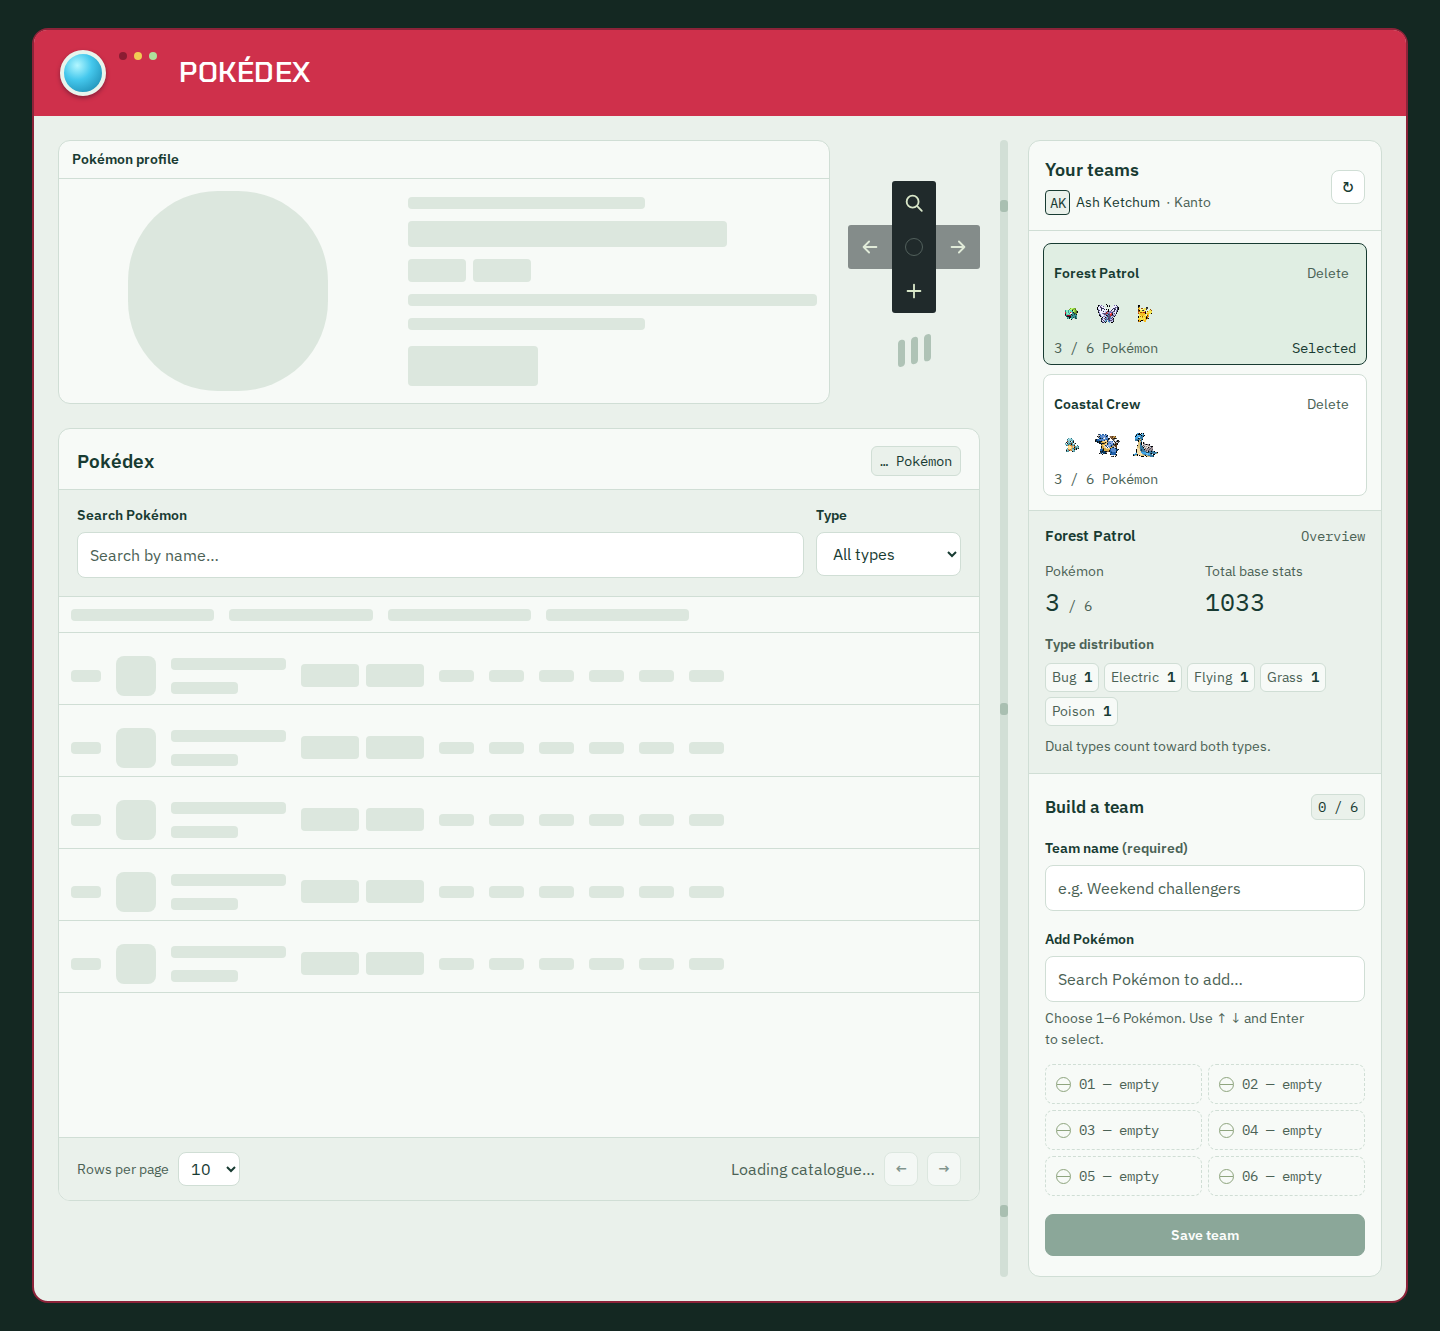 POKÉDEX
Pokémon profile
Pokédex
… Pokémon
Search Pokémon
Type
Search by name...
All types
Rows per page
10
Loading catalogue...
←
→
Your teams
↻
AK Ash Ketchum · Kanto
Forest Patrol
Delete
3 / 6 Pokémon
Selected
Coastal Crew
Delete
3 / 6 Pokémon
Forest Patrol
Overview
Pokémon
Total base stats
3 / 6
1033
Type distribution
Bug 1
Electric 1
Flying 1
Grass 1
Poison 1
Dual types count toward both types.
Build a team
0 / 6
Team name (required)
e.g. Weekend challengers
Add Pokémon
Search Pokémon to add...
Choose 1–6 Pokémon. Use ↑ ↓ and Enter
to select.
01 — empty
02 — empty
03 — empty
04 — empty
05 — empty
06 — empty
Save team